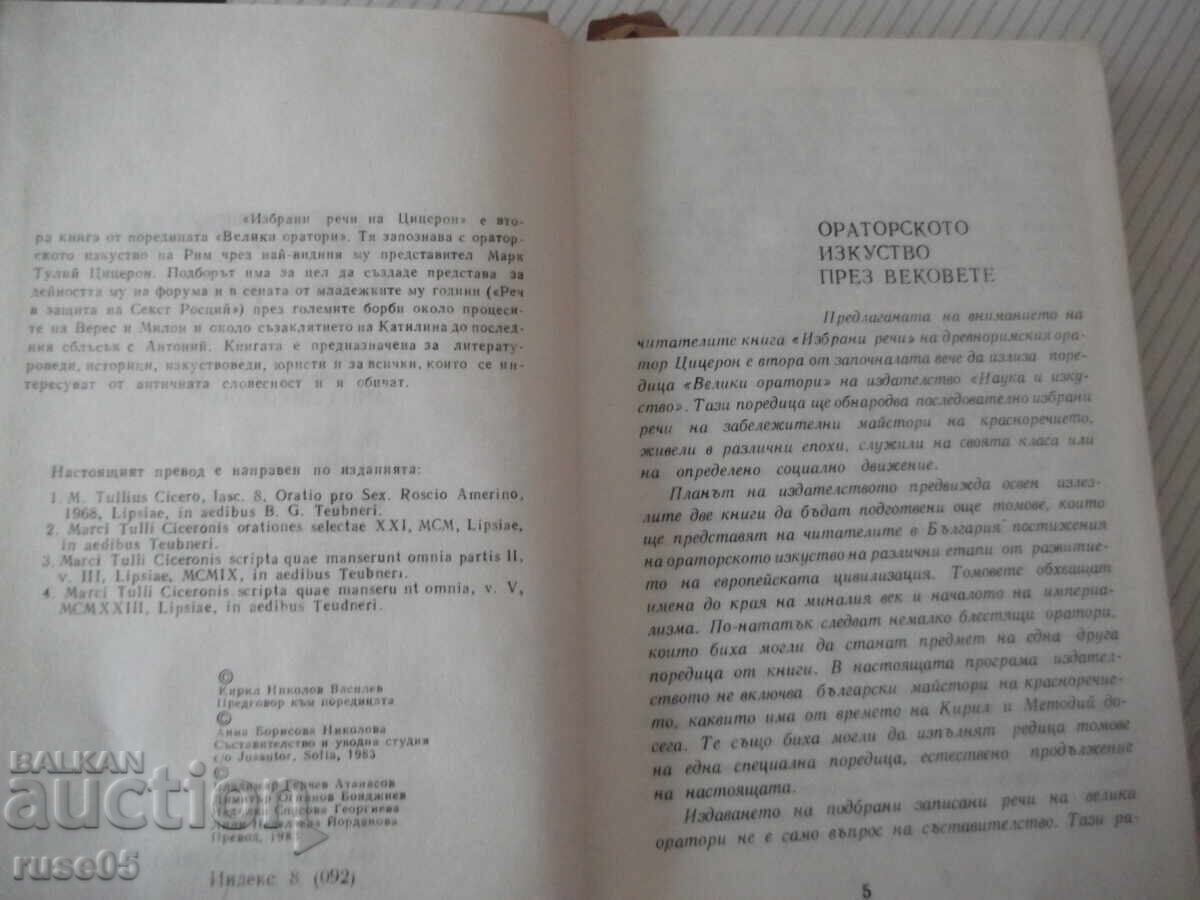 «Избрани речи на Цицерон» е вто-
ра книга от поредицата «Велики оратори». Тя запознава с оратор-
ското изкуство на Рим чрез най-видния му представител Марк
Тулий Цицерон. Подборът има за цел да създаде представа за
дейността му на форума и в сената от младежките му години («Реч
в защита на Секст Росций») през големите борби около процеси-
те на Верес и Милон и около съзаклятието на Катилина до послед-
ния сблъсък с Антоний. Книгата е предназначена за литерату-
роведи, историци, изкуствоведи, юристи и за всички, които се ин-
тересуват от античната словесност и я обичат.
Настоящият превод е направен по изданията:
1. M. Tullius Cicero, fasc. 8, Oratio pro Sex. Roscio Amerino,
1968, Lipsiae, in aedibus B. G. Teubneri.
2. Marci Tulli Ciceronis orationes selectae XXI, MCM, Lipsiae,
in aedibus Teubneri.
3. Marci Tulli Ciceronis scripta quae manserunt omnia partis II,
v. III, Lipsiae, MCMIX, in aedibus Teubneri.
4. Marci Tulli Ciceronis scripta quae manseru nt omnia, v. V,
MCMXXIII, Lipsiae, in aedibus Teudneri.
©
Кирил Николов Василев
Предговор към поредицата
©
Анна Борисова Николова
Съставителство и уводна студия
c/o Jusautor, Sofia, 1983
©
Владимир Герчев Атанасов
Димитър Огнянов Бояджиев
Спасова Георгиева
Йорданова
Превод,
Индекс 8 (092)
ОРАТОРСКОТО
ИЗКУСТВО
ПРЕЗ ВЕКОВЕТЕ
Предлаганата на вниманието на
читателите книга «Избрани речи» на древноримския ора-
тор Цицерон е втора от започналата вече да излиза поре-
дица «Велики оратори» на издателство «Наука и изку-
ство». Тази поредица ще обнародва последователно избрани
речи на забележителни майстори на красноречието,
живели в различни епохи, служили на своята класа или
на определено социално движение.
Планът на издателството предвижда освен излез-
лите две книги да бъдат подготвени още томове, които
ще представят на читателите в България постижения
на ораторското изкуство на различни етапи от развитие-
то на европейската цивилизация. Томовете обхващат
имена до края на миналия век и началото на империа-
лизма. По-нататък следват немалко блестящи оратори,
които биха могли да станат предмет на една друга
поредица от книги. В настоящата програма издател-
ството не включва български майстори на красноречие-
то, каквито има от времето на Кирил и Методий до-
сега. Те също биха могли да изпълнят редица томове
на една специална поредица, естествено продължение
на настоящата.
Издаването на подбрани записани речи на велики
оратори не е само въпрос на съставителство. Тази ра-
5
BALKAN
auction
ruse05